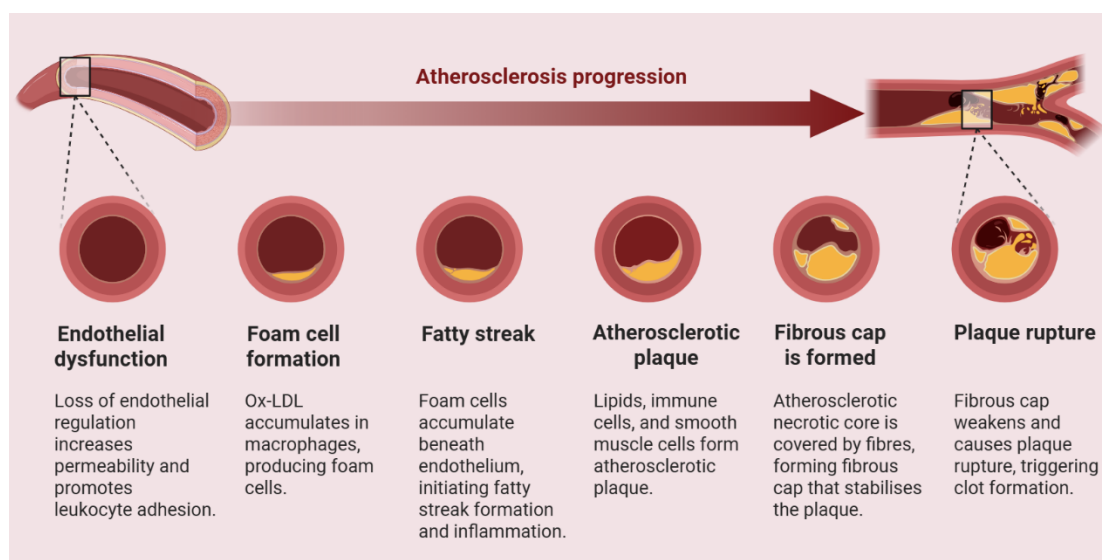 Atherosclerosis progression
Endothelial
dysfunction
Loss of endothelial
regulation
increases
permeability and
promotes
leukocyte adhesion.
Foam cell
formation
Ox-LDL
accumulates in
macrophages,
producing foam
cells.
Fatty streak
Foam cells
accumulate
beneath
endothelium,
initiating fatty
streak formation
and inflammation.
Atherosclerotic
plaque
Lipids, immune
cells, and smooth
muscle cells form
atherosclerotic
plaque.
Fibrous cap
is formed
Atherosclerotic
necrotic core is
covered by fibres,
forming fibrous
cap that stabilises
the plaque.
Plaque rupture
Fibrous cap
weakens and
causes plaque
rupture, triggering
clot formation.